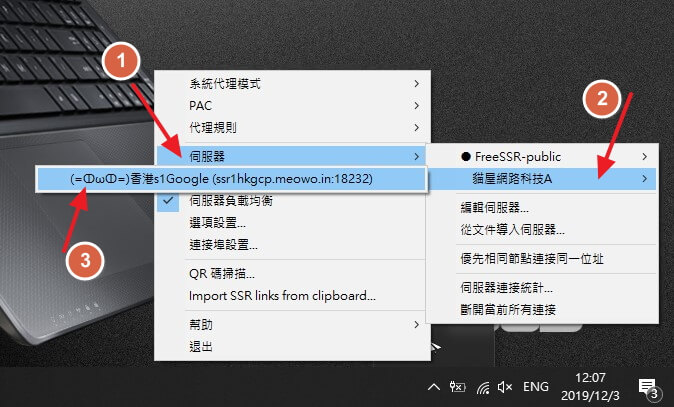 1
系統代理模式
PAC
代理規則
伺服器
(=ↀωↀ=)香港s1Google (ssr1hkgcp.meowo.in:18232)
伺服器負載均衡
選項設置...
連接埠設置...
QR 碼掃描...
Import SSR links from clipboard...
幫助
退出
2
● FreeSSR-public
貓屋網路科技A
編輯伺服器...
從文件導入伺服器...
優先相同節點連接同一位址
伺服器連接統計...
斷開當前所有連接
3
ENG
12:07
2019/12/3
3